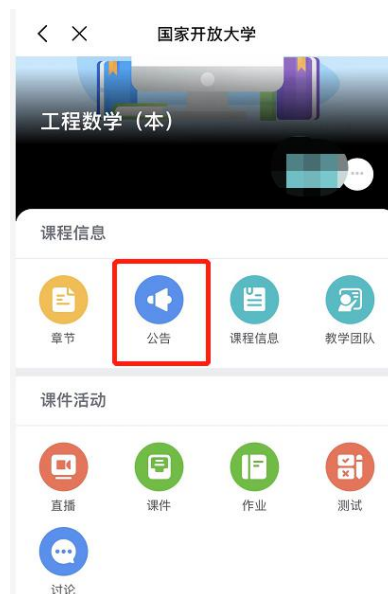 国家开放大学
工程数学（本）
课程信息
章节 公告 课程信息 教学团队
课件活动
直播 课件 作业 测试
讨论